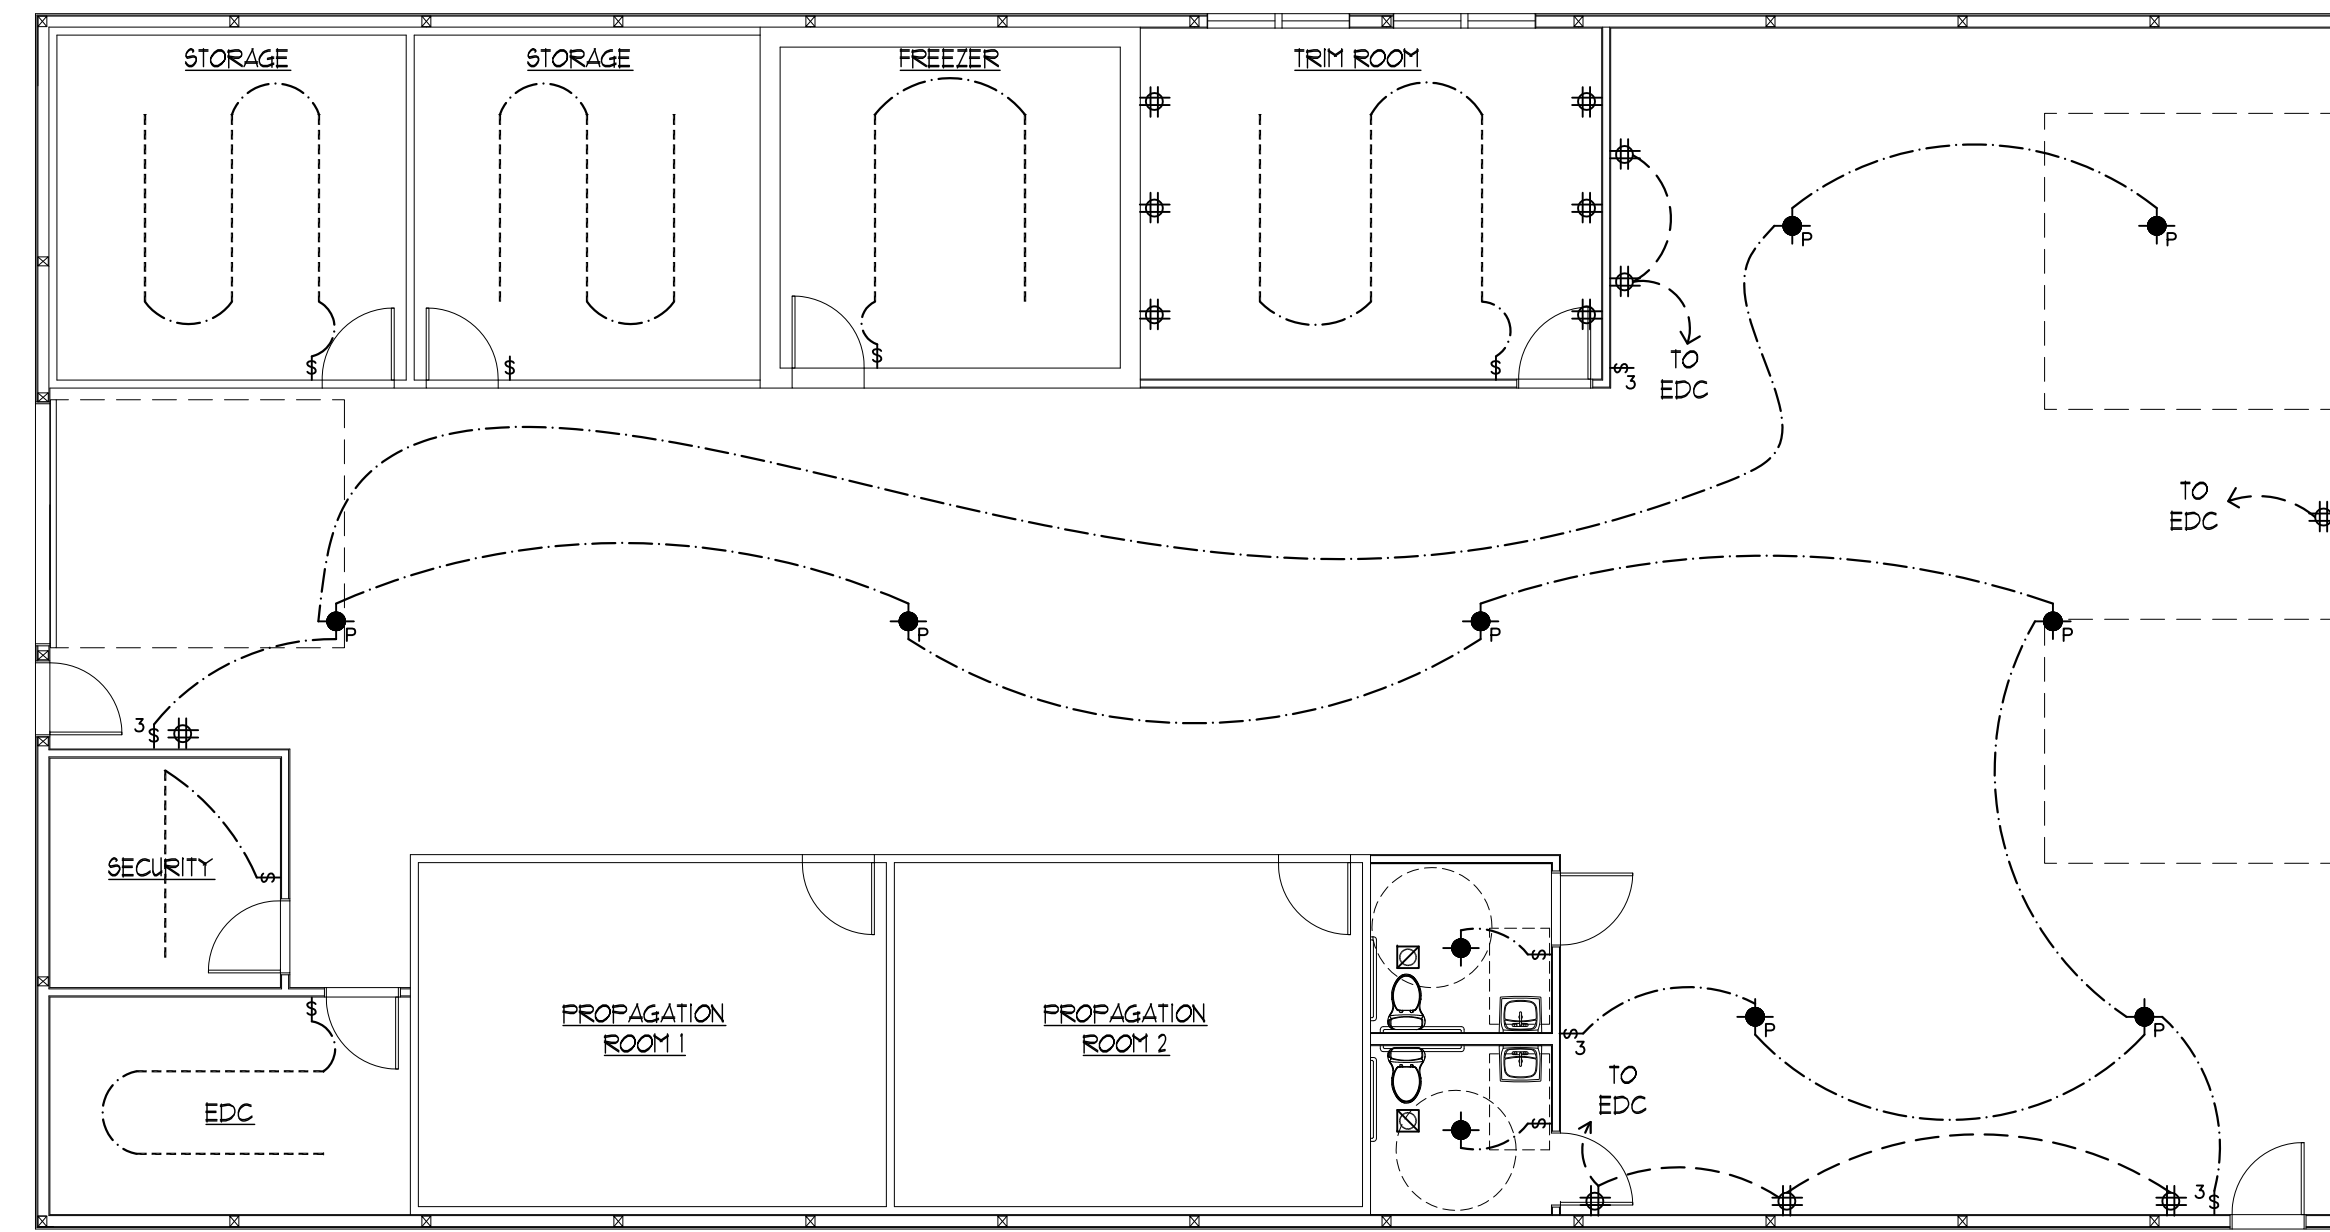 STORAGE
STORAGE
FREEZER
TRIM ROOM
P
P
$
$
$
$
$
3
TO
EDC
TO
EDC
P
P
P
P
3
$
SECURITY
$
$
$
PROPAGATION
ROOM 1
PROPAGATION
ROOM 2
P
P
$
3
TO
EDC
EDC
$
3
$